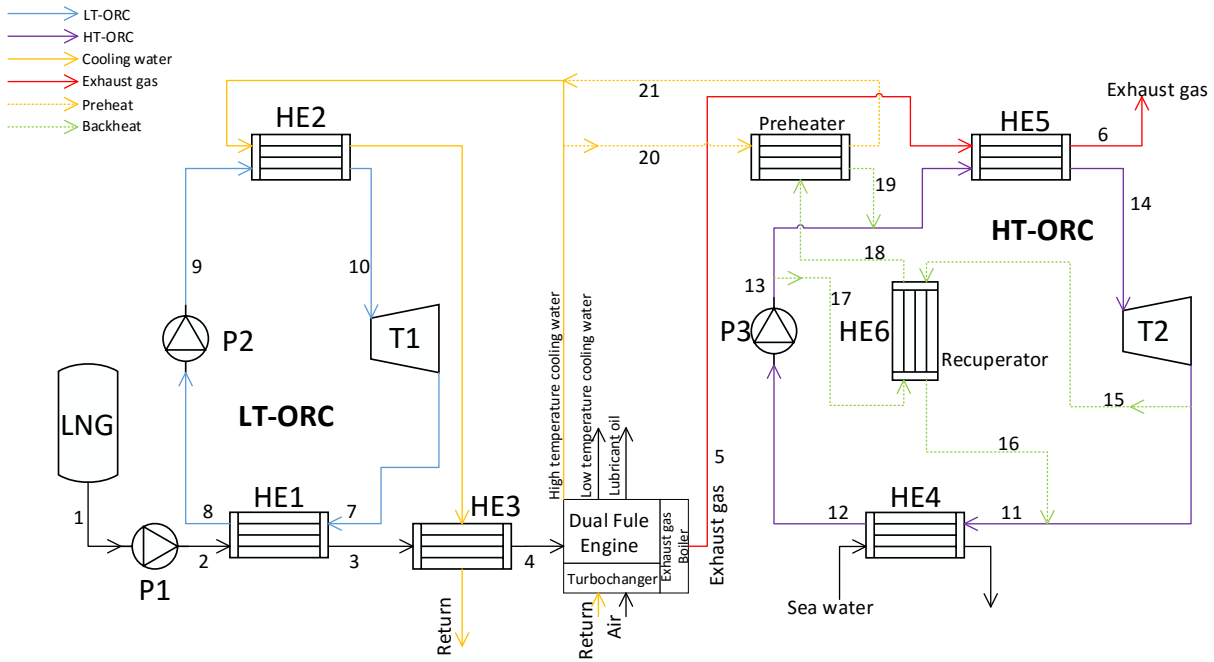 LT-ORC
HT-ORC
Cooling water
Exhaust gas
Preheat
Backheat
HE2
21
20
Preheater
19
HE5
6
Exhaust gas
14
HT-ORC
9
10
P2
T1
LT-ORC
LNG
1
P1
2
8
HE1
7
3
HE3
4
Return
High temperature cooling water
Low temperature cooling water
Lubricant oil
Dual Fule
Engine
Exhaust gas
Boiler
Turbochanger
Return
Air
5
Exhaust gas
18
13
17
P3
HE6
Recuperator
T2
15
16
12
HE4
11
Sea water